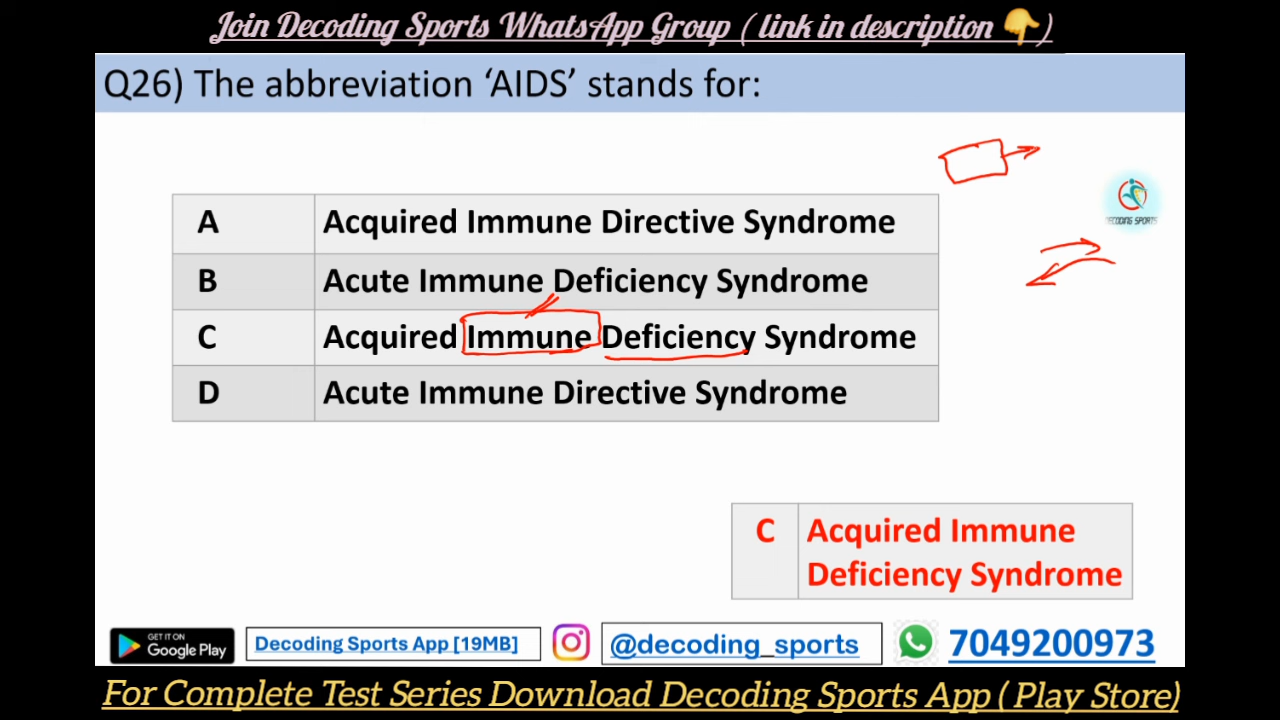 Join Decoding Sports WhatsApp Group ( link in description 👇)
Q26) The abbreviation ‘AIDS’ stands for:
A Acquired Immune Directive Syndrome
B Acute Immune Deficiency Syndrome
C Acquired Immune Deficiency Syndrome
D Acute Immune Directive Syndrome
DECODING SPORTS
C Acquired Immune
Deficiency Syndrome
GET IT ON
Google Play
Decoding Sports App [19MB]
@decoding_sports
7049200973
For Complete Test Series Download Decoding Sports App ( Play Store)